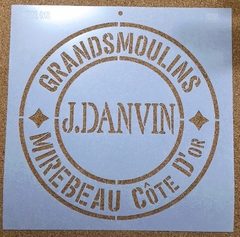 GRANDSMOULINS
J.DANVIN
MIREBEAU CÔTE D'OR